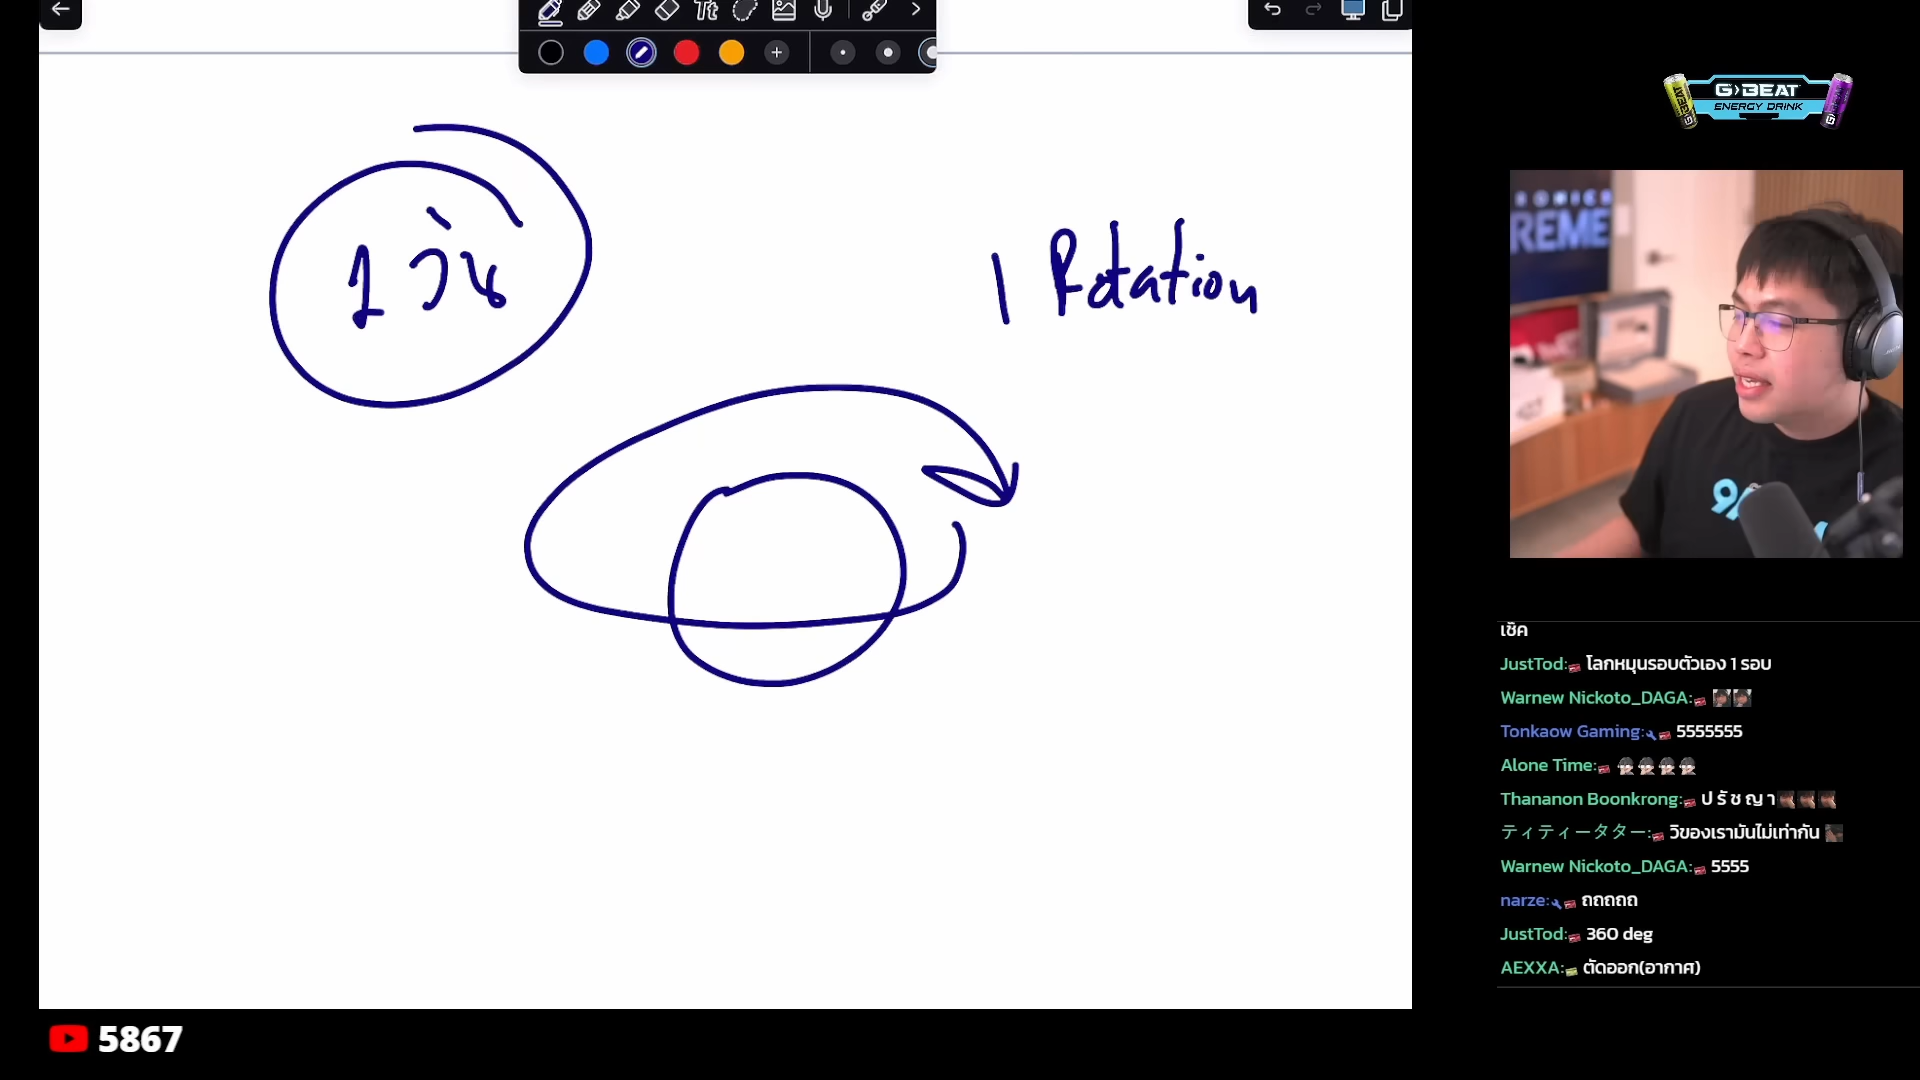 Tt
1 วัน
1 Rotation
G BEAT
ENERGY DRINK
REME
เช๊ค
JustTod: โลกหมุนรอบตัวเอง 1 รอบ
Warnew Nickoto_DAGA:
Tonkaow Gaming: 5555555
Alone Time:
Thananon Boonkrong: ป รั ช ญ า
ティティータター: วิของเรามันไม่เท่ากัน
Warnew Nickoto_DAGA: 5555
narze: ถถถถถ
JustTod: 360 deg
AEXXA: ตัดออก(อากาศ)
5867